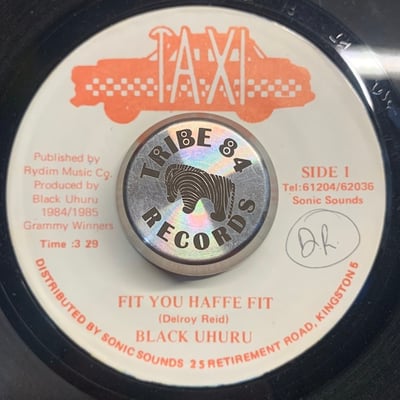 TAXI
TRIBE 84
RECORDS
Published by
Rydim Music Co.
Produced by
Black Uhuru
1984/1985
Grammy Winners
Time :3 29
SIDE 1
Tel:61204/62036
Sonic Sounds
D.R.
FIT YOU HAFFE FIT
(Delroy Reid)
BLACK UHURU
DISTRIBUTED BY SONIC SOUNDS 25 RETIREMENT ROAD, KINGSTON 5